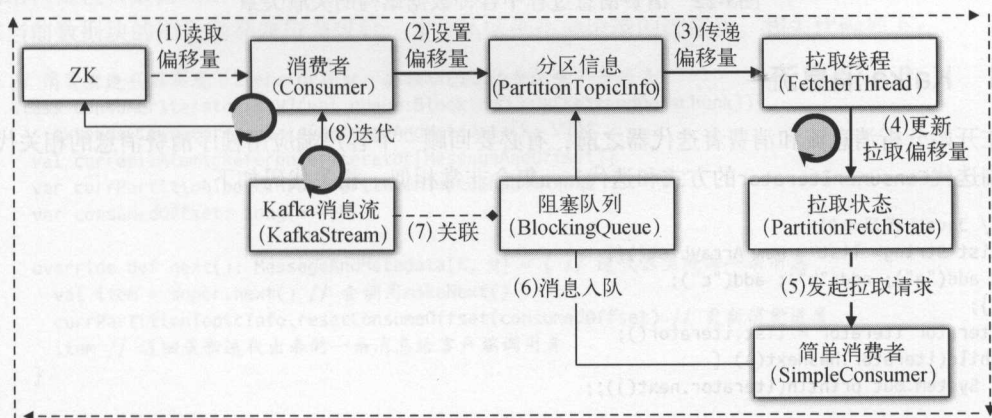 (1)读取
偏移量
(2)设置
偏移量
(3)传递
偏移量
ZK
消费者
(Consumer)
分区信息
(PartitionTopicInfo)
拉取线程
(FetcherThread)
(8)迭代
(4)更新
拉取偏移量
Kafka消息流
(KafkaStream)
(7)关联
阻塞队列
(BlockingQueue)
拉取状态
(PartitionFetchState)
(6)消息入队
(5)发起拉取请求
简单消费者
(SimpleConsumer)